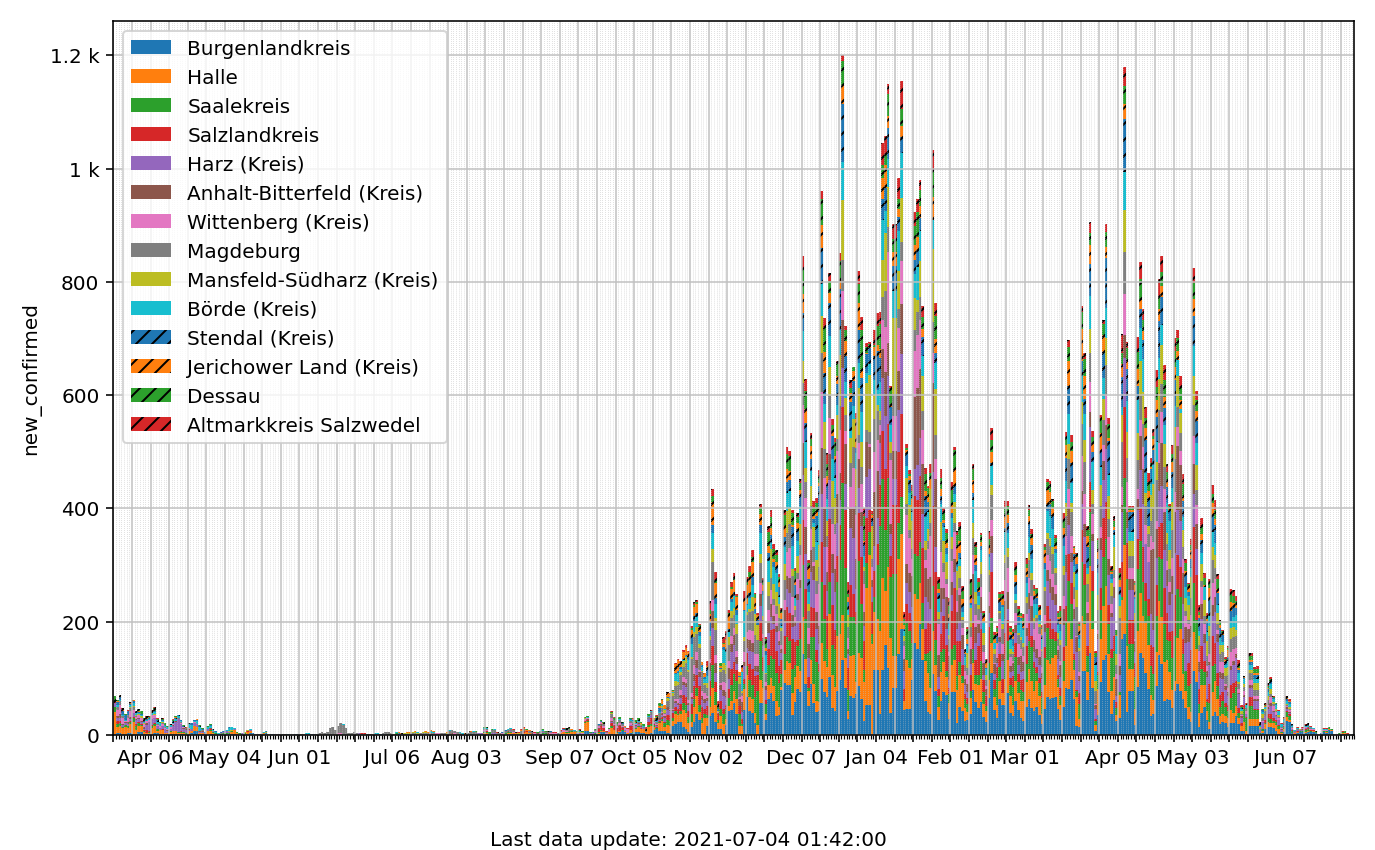 1.2 k
1 k
800
600
400
200
0
new_confirmed
Burgenlandkreis
Halle
Saalekreis
Salzlandkreis
Harz (Kreis)
Anhalt-Bitterfeld (Kreis)
Wittenberg (Kreis)
Magdeburg
Mansfeld-Südharz (Kreis)
Börde (Kreis)
Stendal (Kreis)
Jerichower Land (Kreis)
Dessau
Altmarkkreis Salzwedel
Apr 06 May 04 Jun 01 Jul 06 Aug 03 Sep 07 Oct 05 Nov 02 Dec 07 Jan 04 Feb 01 Mar 01 Apr 05 May 03 Jun 07
Last data update: 2021-07-04 01:42:00